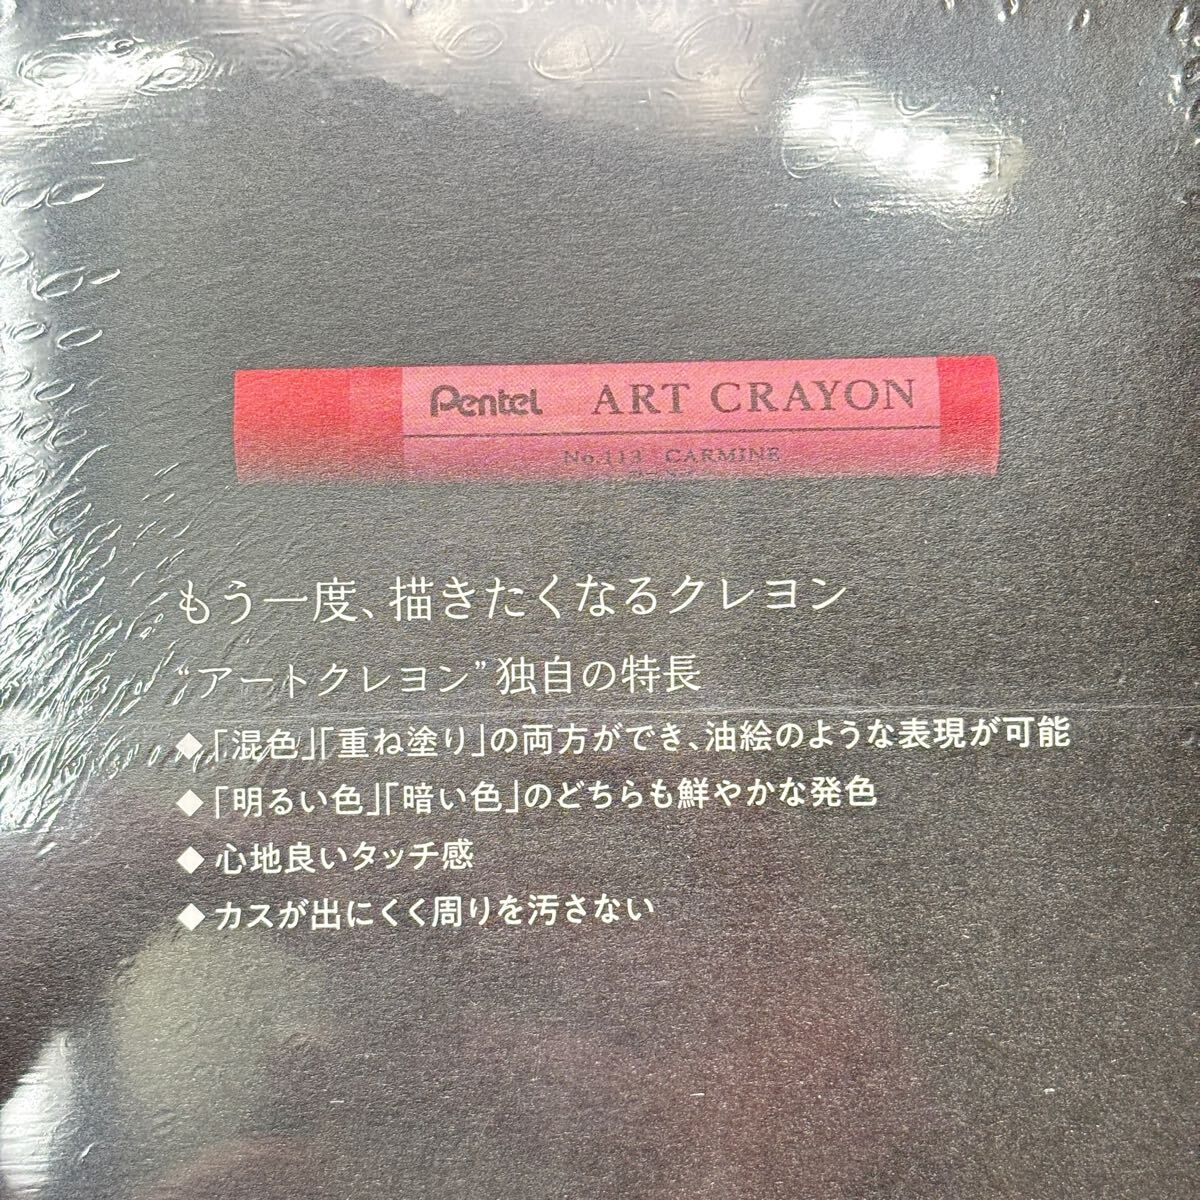 Pentel ART CRAYON
No.113 CARMINE
もう一度、描きたくなるクレヨン
“アートクレヨン”独自の特長
◆「混色」「重ね塗り」の両方ができ、油絵のような表現が可能
◆「明るい色」「暗い色」のどちらも鮮やかな発色
◆心地良いタッチ感
◆カスが出にくく周りを汚さない